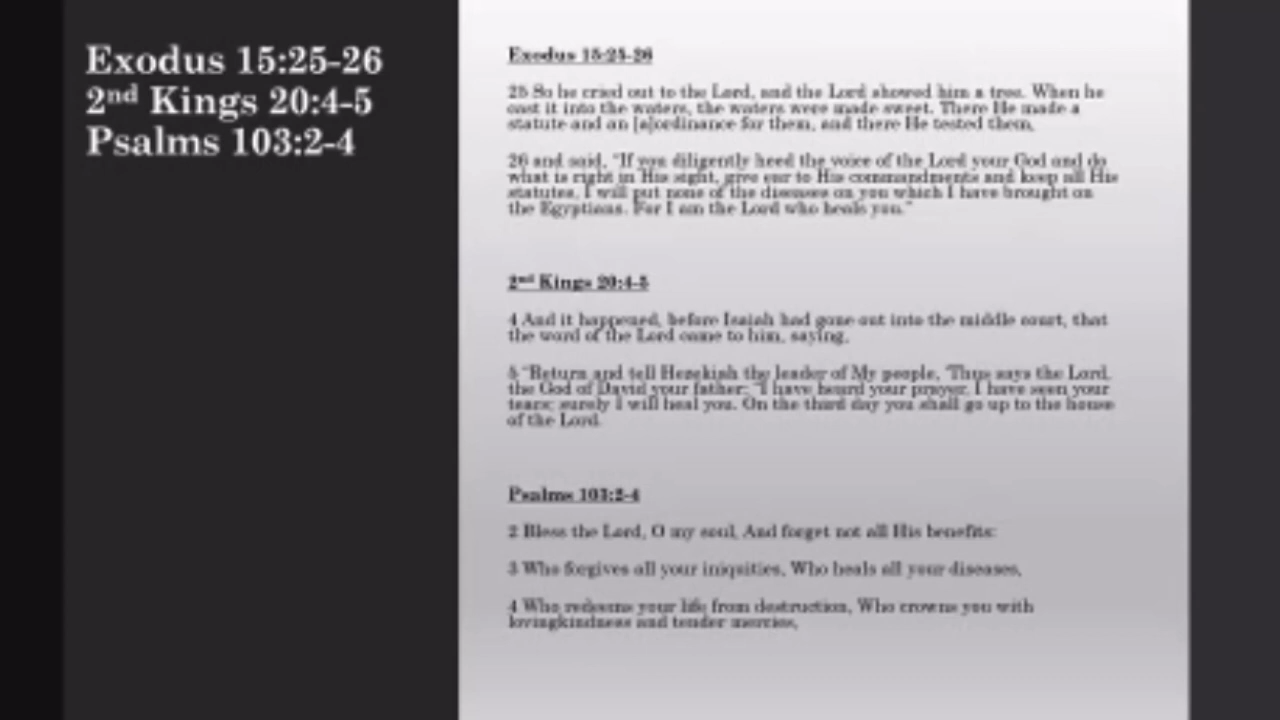 Exodus 15:25-26
2nd Kings 20:4-5
Psalms 103:2-4
Exodus 15:25-26
25 So he cried out to the Lord, and the Lord showed him a tree. When he
cast it into the waters, the waters were made sweet. There He made a
statute and an [a]ordinance for them, and there He tested them,
26 and said, "If you diligently heed the voice of the Lord your God and do
what is right in His sight, give ear to His commandments and keep all His
statutes, I will put none of the diseases on you which I have brought on
the Egyptians. For I am the Lord who heals you."
2nd Kings 20:4-5
4 And it happened, before Isaiah had gone out into the middle court, that
the word of the Lord came to him, saying,
5 "Return and tell Hezekiah the leader of My people, 'Thus says the Lord,
the God of David your father: "I have heard your prayer, I have seen your
tears; surely I will heal you. On the third day you shall go up to the house
of the Lord.
Psalms 103:2-4
2 Bless the Lord, O my soul, And forget not all His benefits:
3 Who forgives all your iniquities, Who heals all your diseases,
4 Who redeems your life from destruction, Who crowns you with
lovingkindness and tender mercies,